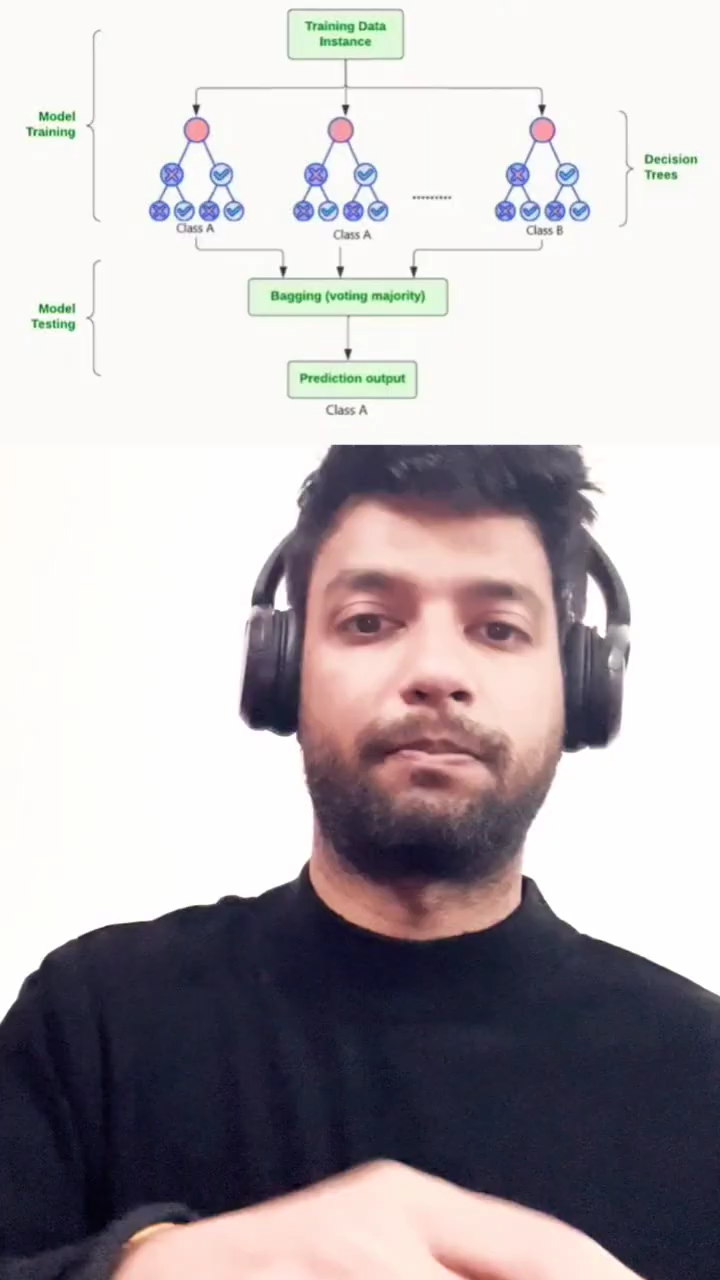 Training Data
Instance
Model
Training
Decision
Trees
.........
Class A
Class A
Class B
Bagging (voting majority)
Model
Testing
Prediction output
Class A